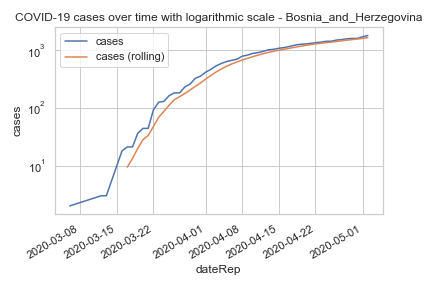 COVID-19 cases over time with logarithmic scale - Bosnia_and_Herzegovina
cases
cases (rolling)
10³
10²
10¹
cases
2020-03-08
2020-03-15
2020-03-22
2020-04-01
2020-04-08
2020-04-15
2020-04-22
2020-05-01
dateRep